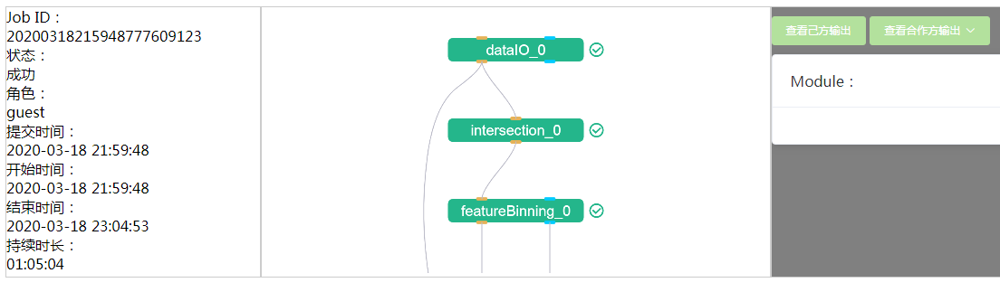 Job ID：
20200318215948777609123
状态：
成功
角色：
guest
提交时间：
2020-03-18 21:59:48
开始时间：
2020-03-18 21:59:48
结束时间：
2020-03-18 23:04:53
持续时长：
01:05:04
dataIO_0
intersection_0
featureBinning_0
查看己方输出
查看合作方输出
Module：